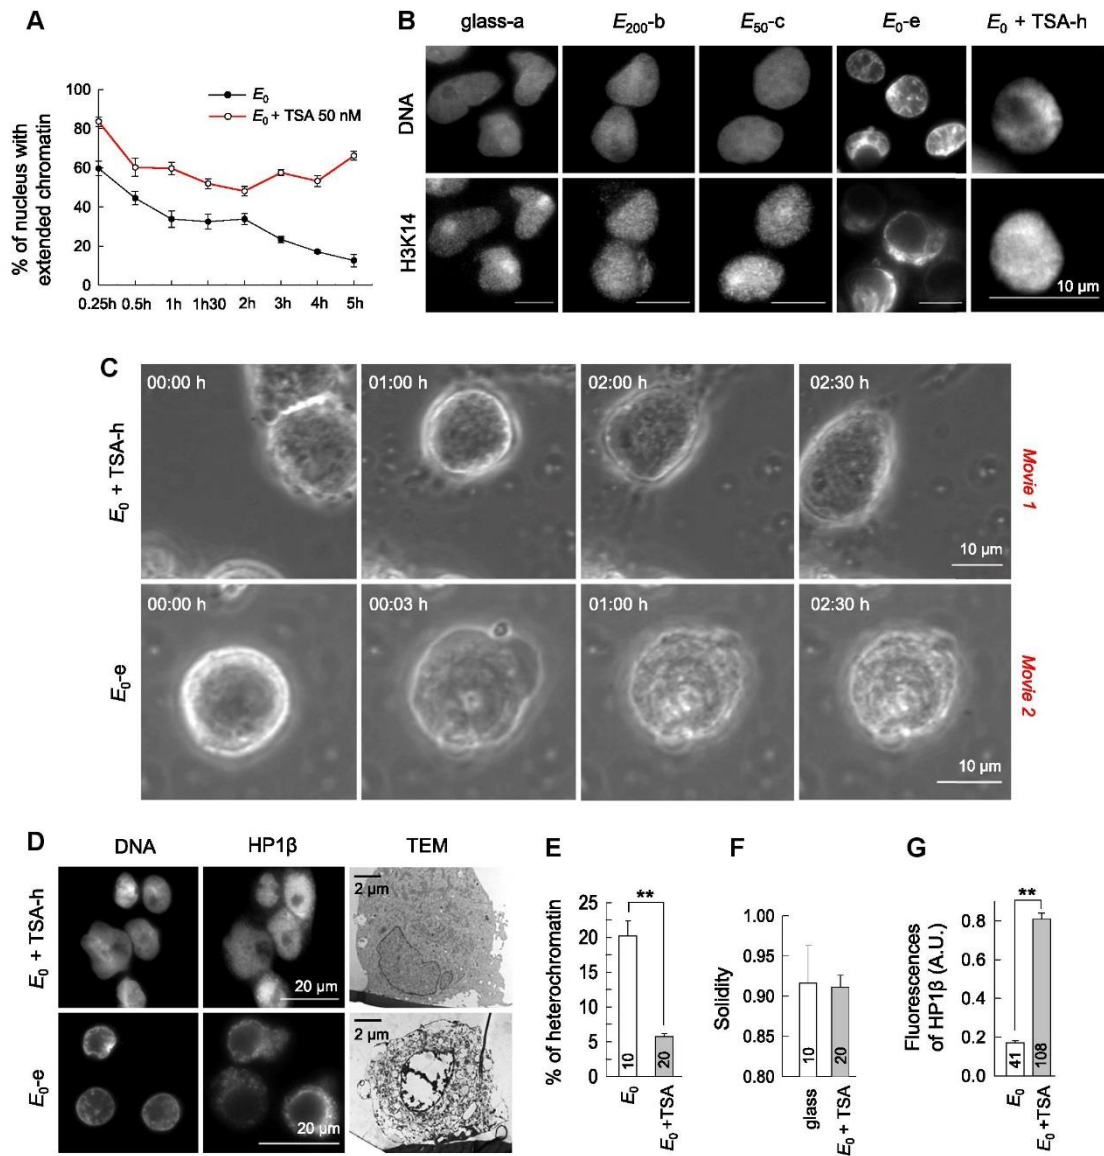 A
% of nucleus with
extended chromatin
100
80
60
40
20
0
E0
E0 + TSA 50 nM
0.25h 0.5h 1h 1h30 2h 3h 4h 5h
B
glass-a E200-b E50-c E0-e E0 + TSA-h
DNA
H3K14
10 µm
C
E0 + TSA-h
00:00 h 01:00 h 02:00 h 02:30 h
10 µm
Movie 1
E0-e
00:00 h 00:03 h 01:00 h 02:30 h
10 µm
Movie 2
D
DNA HP1β TEM
E0 + TSA-h
20 µm
2 µm
E0-e
20 µm
2 µm
E
% of heterochromatin
25
20
15
10
5
0
**
10 20
E0 E0 +TSA
F
Solidity
1.00
0.95
0.90
0.85
0.80
10 20
glass E0 + TSA
G
Fluorescences
of HP1β (A.U.)
0.8
0.6
0.4
0.2
0.0
**
41 108
E0 E0 +TSA